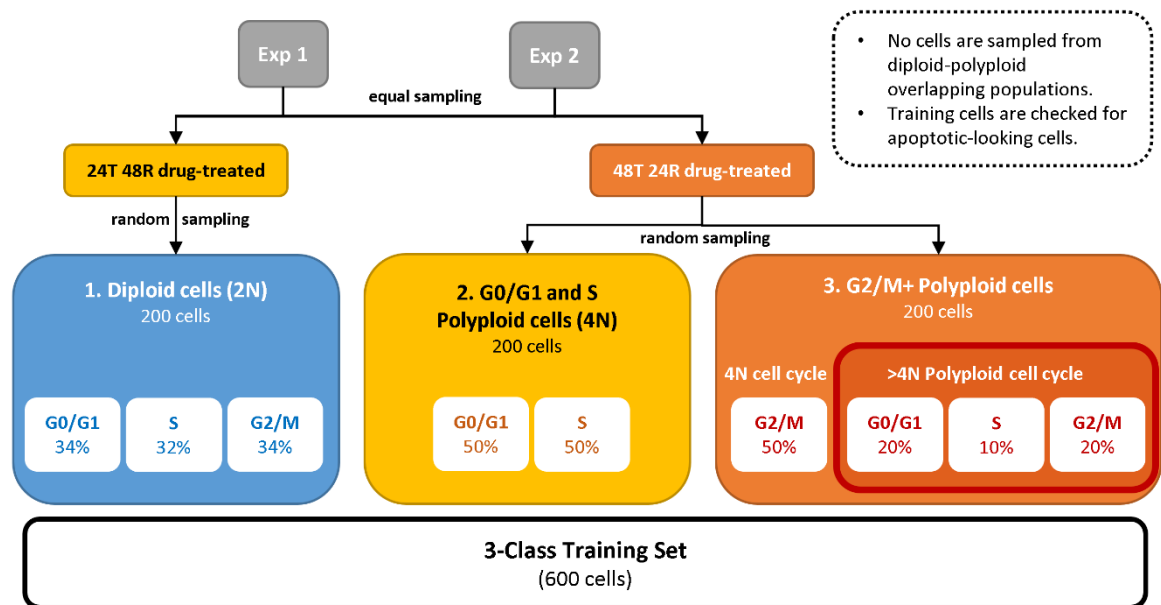 Exp 1
Exp 2
equal sampling
• No cells are sampled from
diploid-polyploid
overlapping populations.
• Training cells are checked for
apoptotic-looking cells.
24T 48R drug-treated
48T 24R drug-treated
random sampling
random sampling
1. Diploid cells (2N)
200 cells
G0/G1
34%
S
32%
G2/M
34%
2. G0/G1 and S
Polyploid cells (4N)
200 cells
G0/G1
50%
S
50%
3. G2/M+ Polyploid cells
200 cells
4N cell cycle
>4N Polyploid cell cycle
G2/M
50%
G0/G1
20%
S
10%
G2/M
20%
3-Class Training Set
(600 cells)